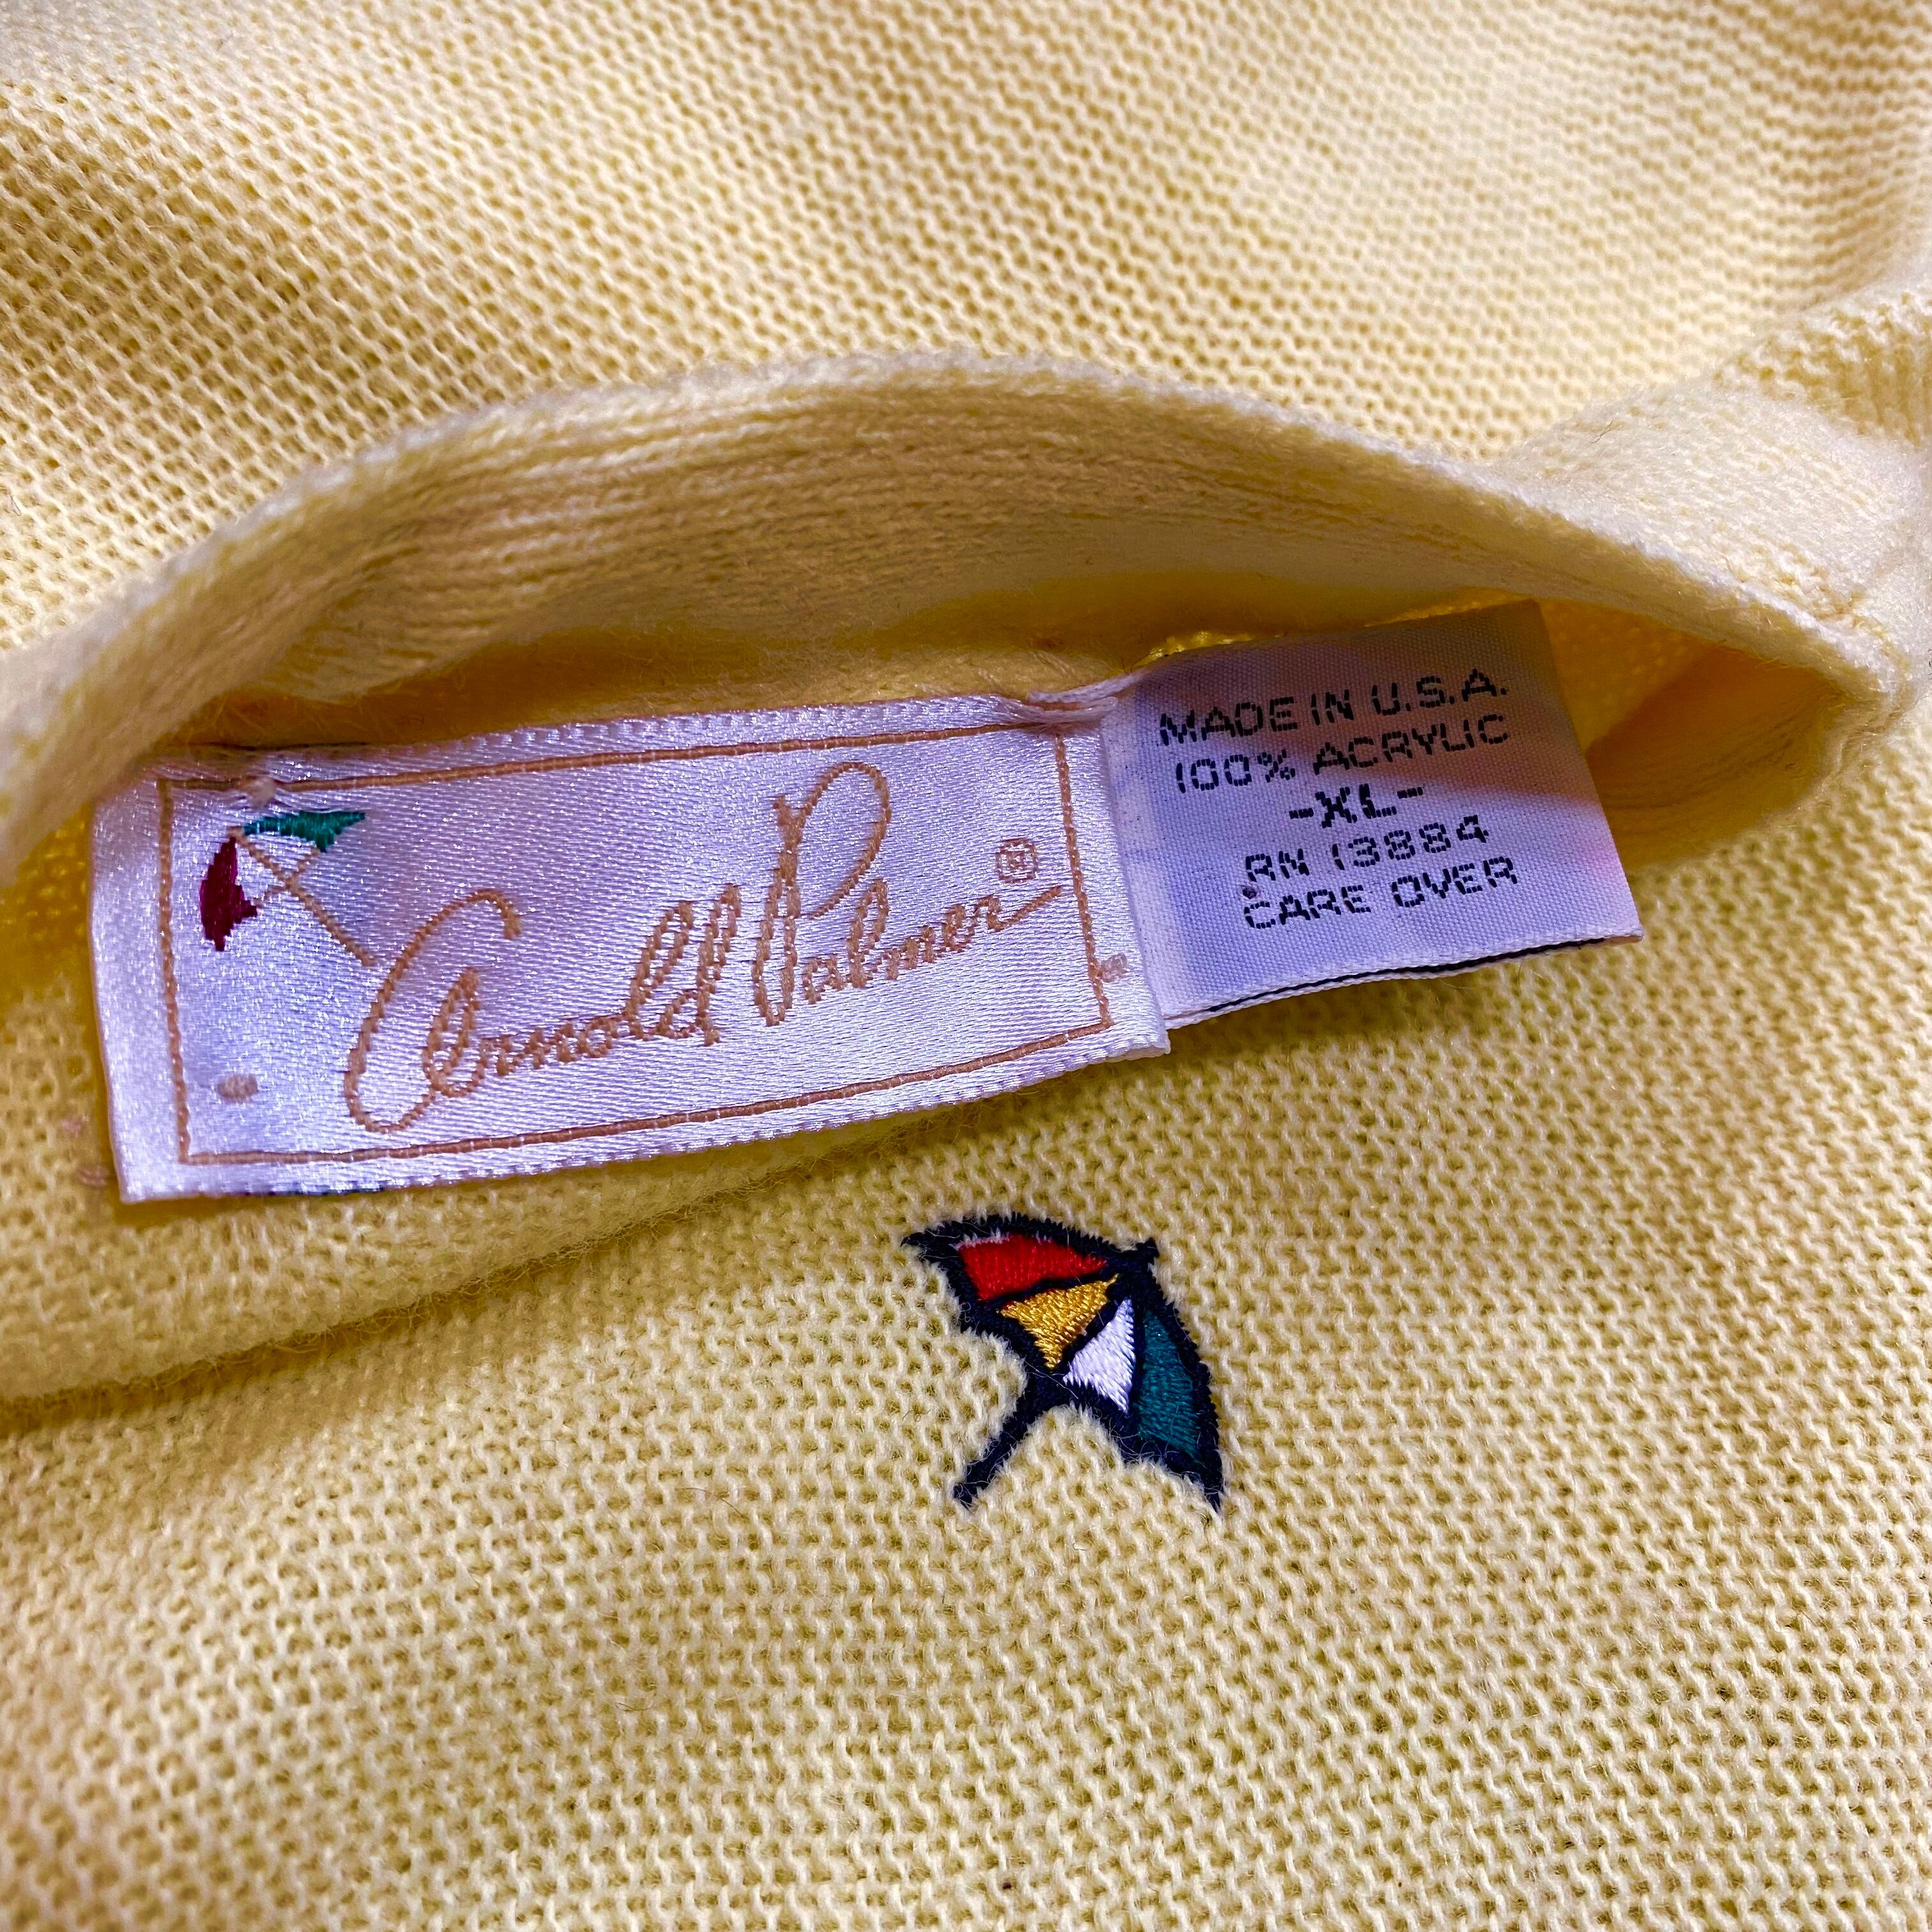 Arnold Palmer ®
MADE IN U.S.A.
100% ACRYLIC
-XL-
RN 13884
CARE OVER